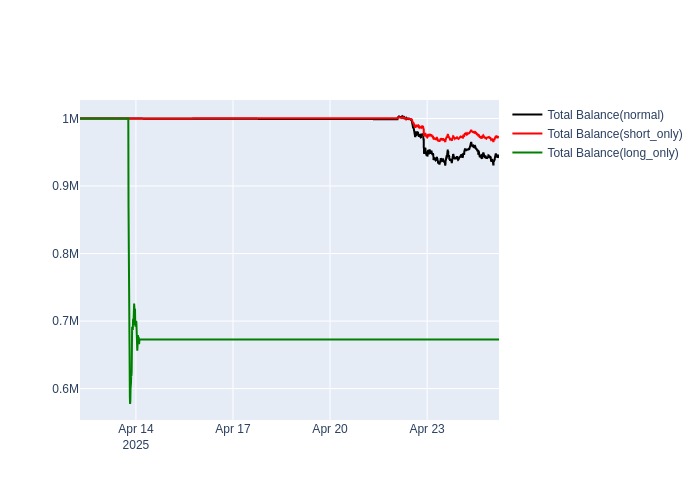 1M
0.9M
0.8M
0.7M
0.6M
Apr 14
2025
Apr 17
Apr 20
Apr 23
Total Balance(normal)
Total Balance(short_only)
Total Balance(long_only)